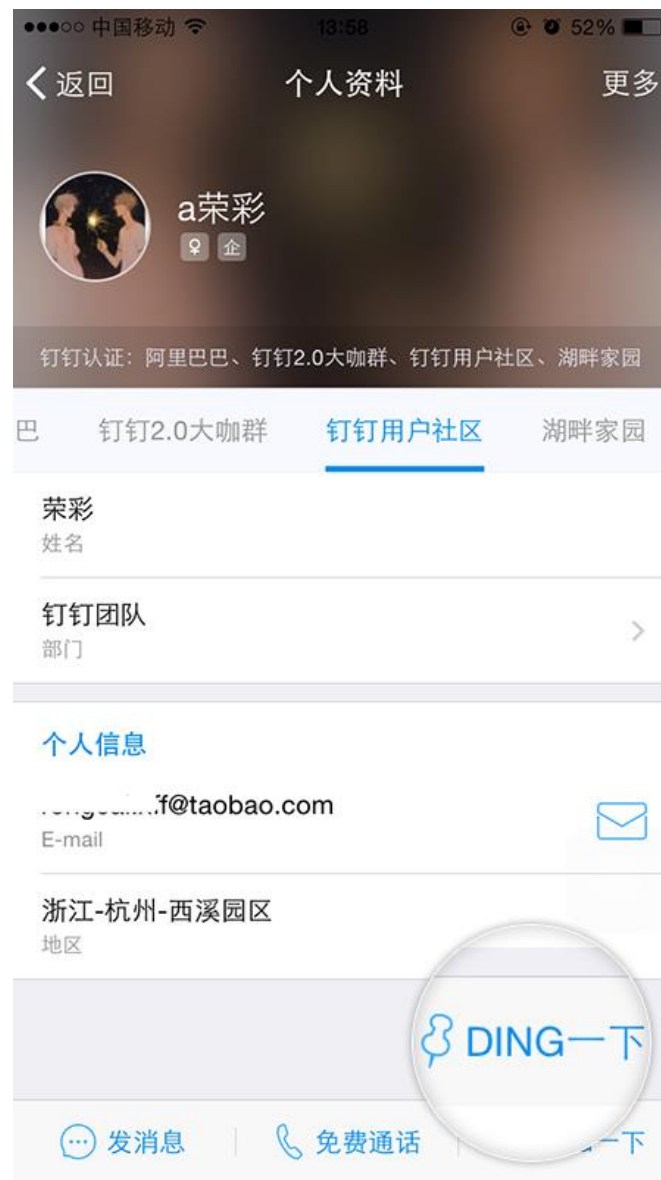 中国移动 13:58 52%
返回 个人资料 更多
a荣彩
企
钉钉认证：阿里巴巴、钉钉2.0大咖群、钉钉用户社区、湖畔家园
巴 钉钉2.0大咖群 钉钉用户社区 湖畔家园
荣彩
姓名
钉钉团队
部门
个人信息
f@taobao.com
E-mail
浙江-杭州-西溪园区
地区
DING一下
发消息 免费通话 一下